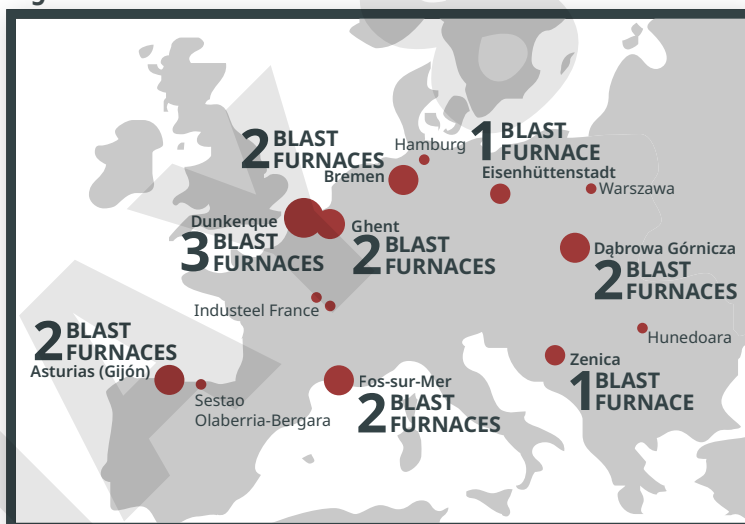 2 BLAST
FURNACES
Bremen
Hamburg
1 BLAST
FURNACE
Eisenhüttenstadt
Warszawa
Dunkerque
3 BLAST
FURNACES
Ghent
2 BLAST
FURNACES
Dąbrowa Górnicza
2 BLAST
FURNACES
Industeel France
Hunedoara
2 BLAST
FURNACES
Asturias (Gijón)
Sestao
Olaberria-Bergara
Fos-sur-Mer
2 BLAST
FURNACES
Zenica
1 BLAST
FURNACE